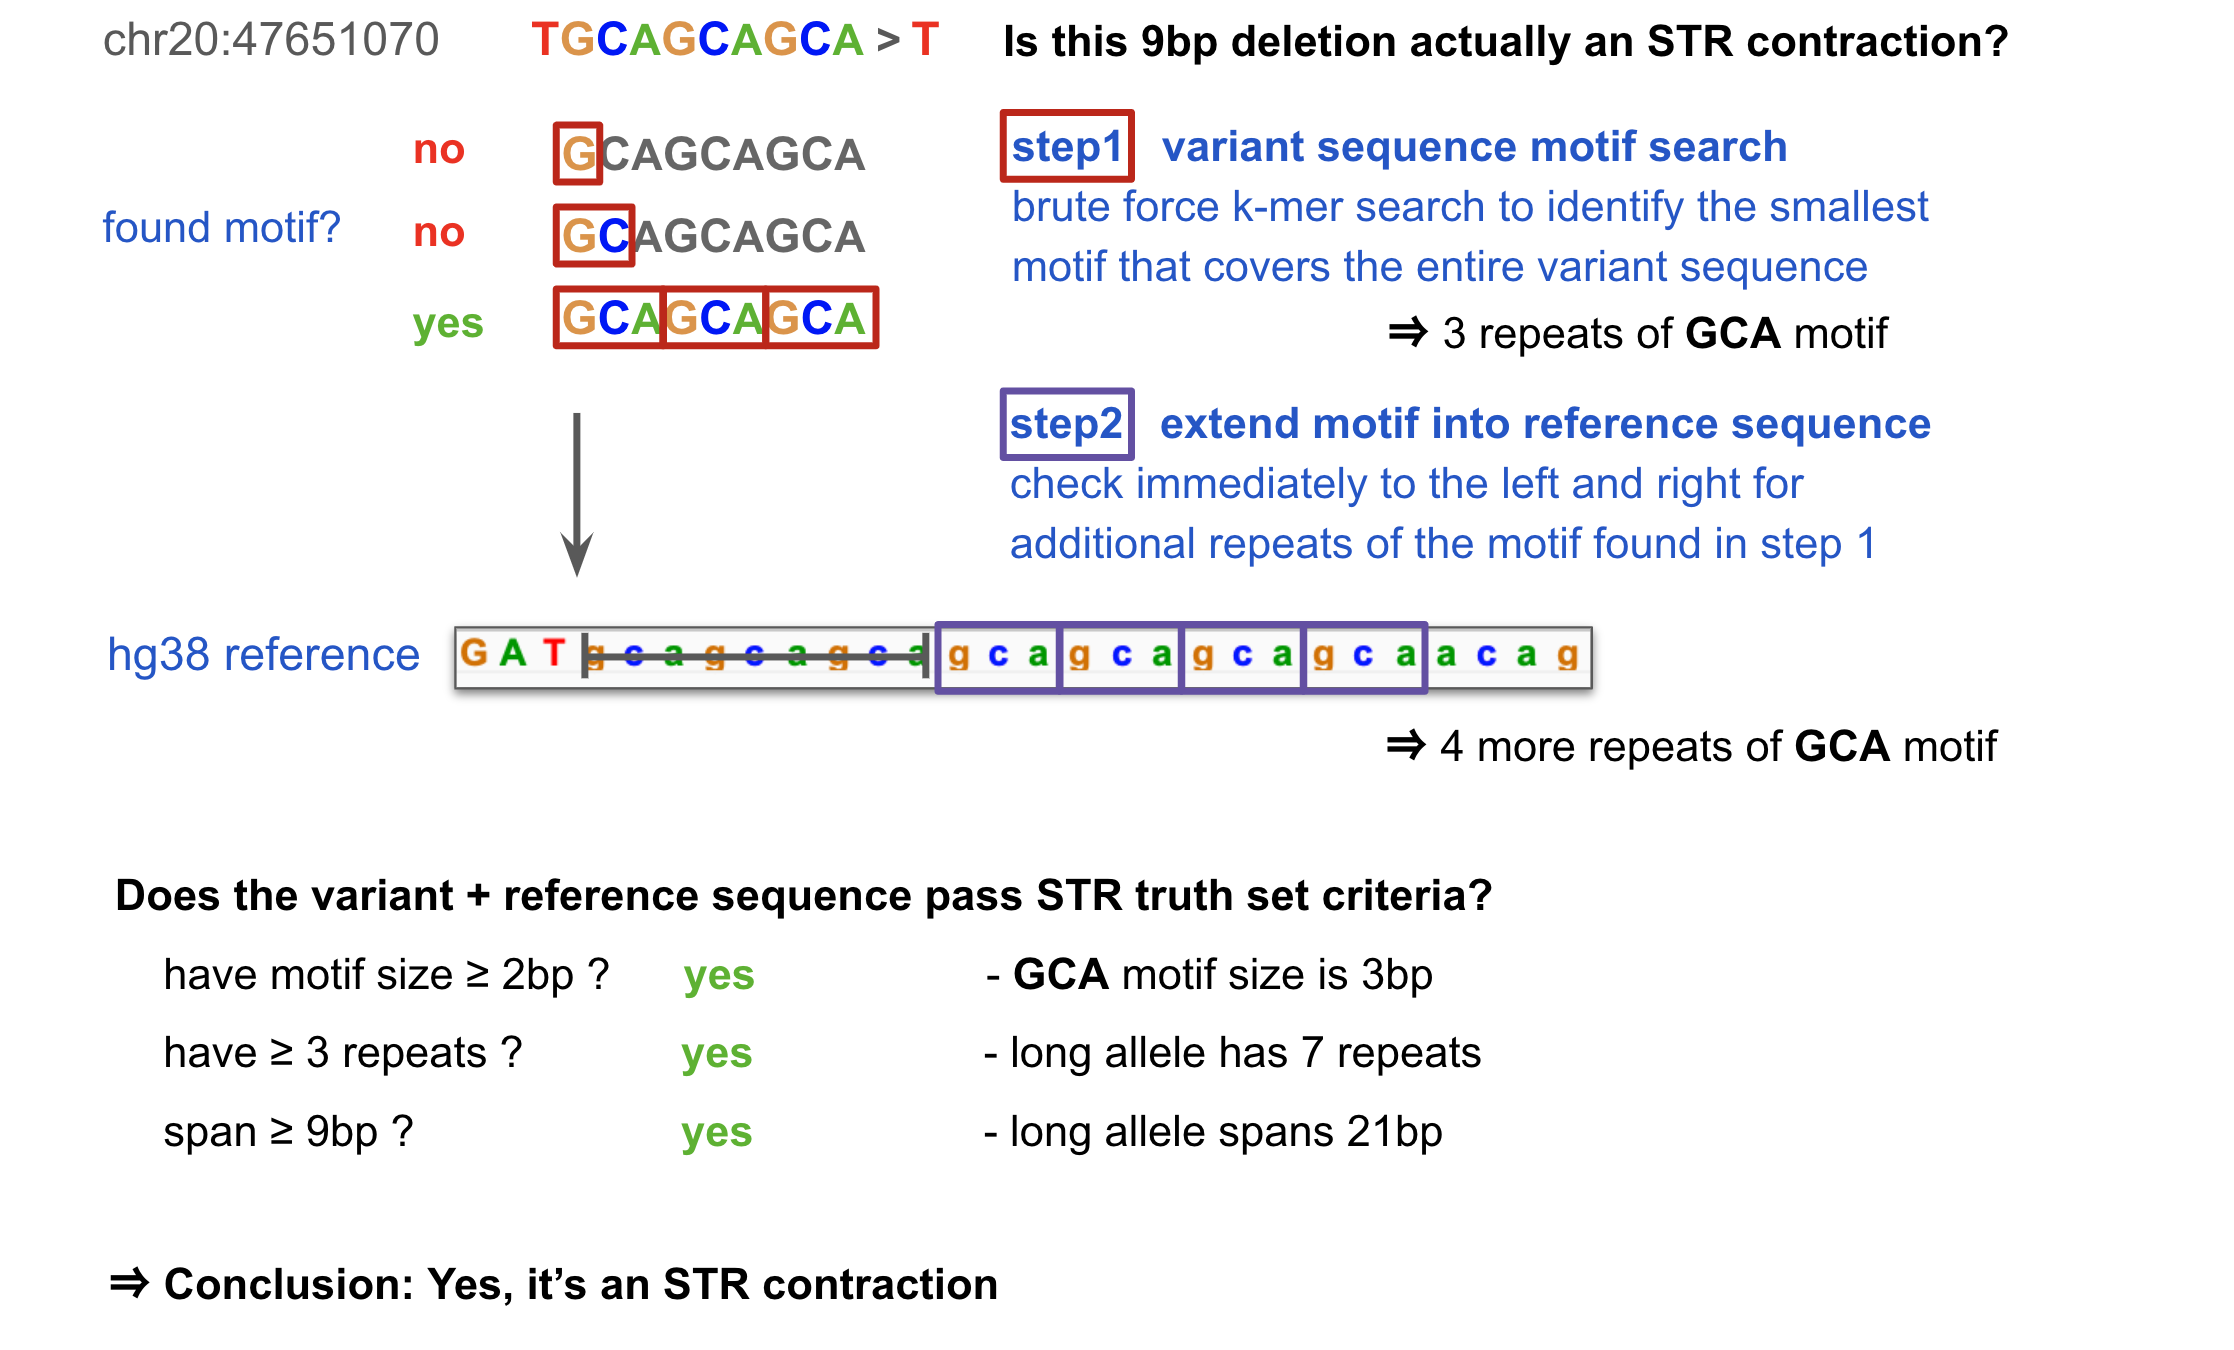 chr20:47651070 TGCAGCAGCA > T Is this 9bp deletion actually an STR contraction?
no GCAGCAGCA step1 variant sequence motif search
found motif? no GCAGCAGCA brute force k-mer search to identify the smallest
motif that covers the entire variant sequence
yes GCAGCAGCA ⇒ 3 repeats of GCA motif
step2 extend motif into reference sequence
check immediately to the left and right for
additional repeats of the motif found in step 1
hg38 reference G A T g c a g c a g c a g c a g c a g c a g c a a c a g
⇒ 4 more repeats of GCA motif
Does the variant + reference sequence pass STR truth set criteria?
have motif size ≥ 2bp ? yes - GCA motif size is 3bp
have ≥ 3 repeats ? yes - long allele has 7 repeats
span ≥ 9bp ? yes - long allele spans 21bp
⇒ Conclusion: Yes, it’s an STR contraction